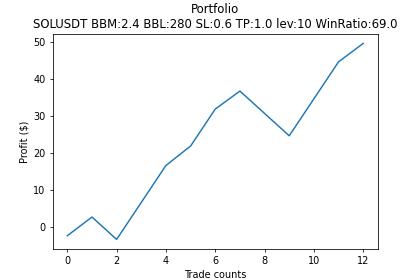 Portfolio
SOLUSDT BBM:2.4 BBL:280 SL:0.6 TP:1.0 lev:10 WinRatio:69.0
50
40
30
20
10
0
Profit ($)
0 2 4 6 8 10 12
Trade counts